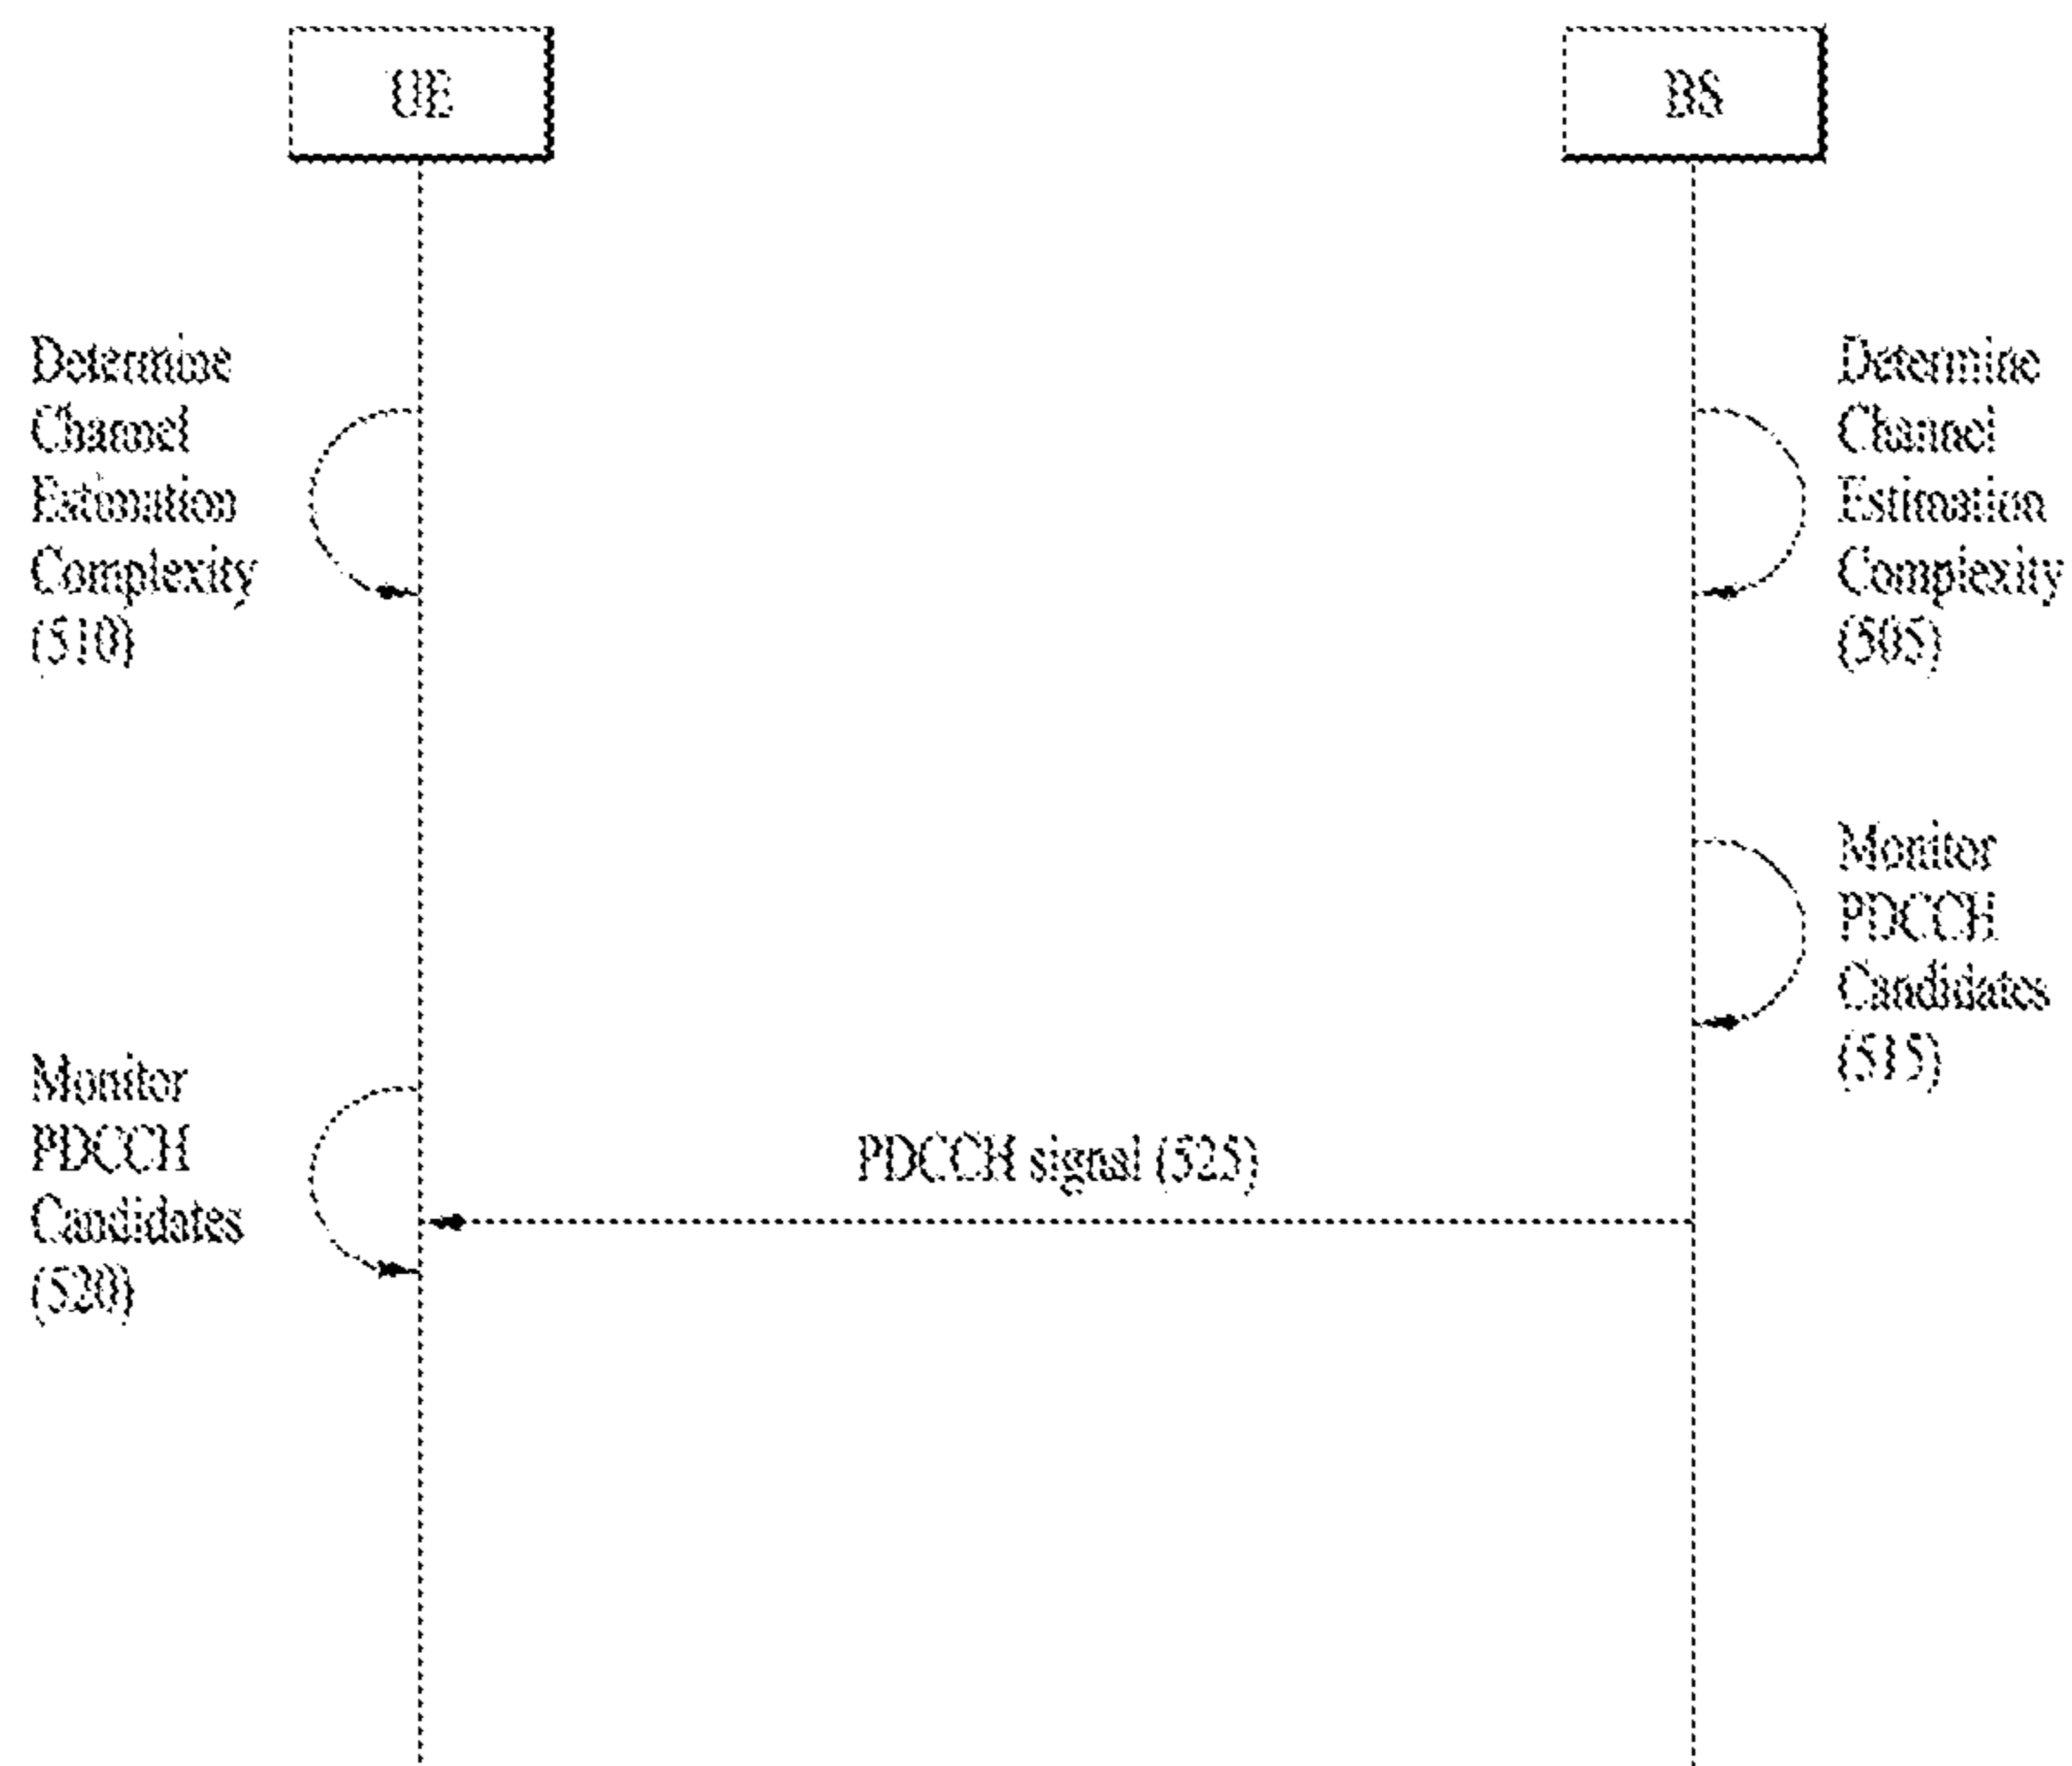 UE
BS
Determine
Channel
Estimation
Complexity
(510)
Determine
Channel
Estimation
Complexity
(505)
Monitor
PDCCH
Candidates
(515)
Monitor
PDCCH
Candidates
(520)
PDCCH signal (525)